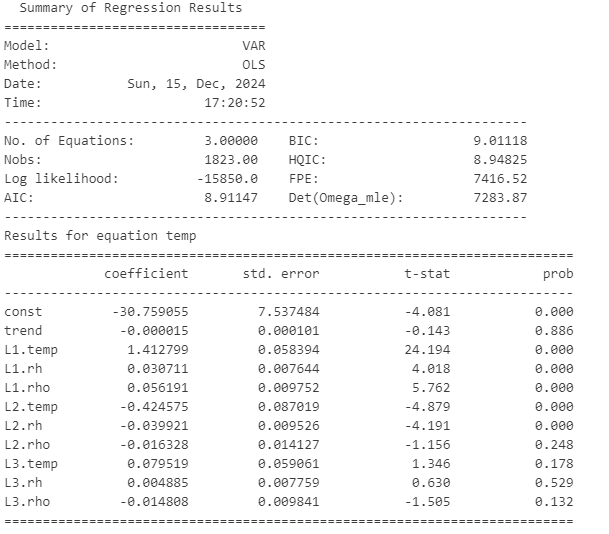 Summary of Regression Results
==================================
Model:                         VAR
Method:                        OLS
Date:           Sun, 15, Dec, 2024
Time:                     17:20:52
--------------------------------------------------------------------
No. of Equations:         3.00000    BIC:                    9.01118
Nobs:                     1823.00    HQIC:                   8.94825
Log likelihood:          -15850.0    FPE:                    7416.52
AIC:                      8.91147    Det(Omega_mle):         7283.87
--------------------------------------------------------------------
Results for equation temp
==========================================================================
             coefficient       std. error           t-stat            prob
--------------------------------------------------------------------------
const         -30.759055         7.537484           -4.081           0.000
trend          -0.000015         0.000101           -0.143           0.886
L1.temp         1.412799         0.058394           24.194           0.000
L1.rh           0.030711         0.007644            4.018           0.000
L1.rho          0.056191         0.009752            5.762           0.000
L2.temp        -0.424575         0.087019           -4.879           0.000
L2.rh          -0.039921         0.009526           -4.191           0.000
L2.rho         -0.016328         0.014127           -1.156           0.248
L3.temp         0.079519         0.059061            1.346           0.178
L3.rh           0.004885         0.007759            0.630           0.529
L3.rho         -0.014808         0.009841           -1.505           0.132
==========================================================================